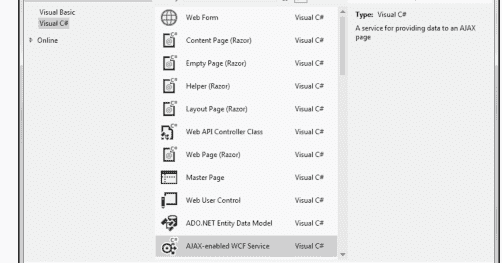 Visual Basic
Visual C#
Online
Web Form Visual C#
Content Page (Razor) Visual C#
Empty Page (Razor) Visual C#
Helper (Razor) Visual C#
Layout Page (Razor) Visual C#
Web API Controller Class Visual C#
Web Page (Razor) Visual C#
Master Page Visual C#
Web User Control Visual C#
ADO.NET Entity Data Model Visual C#
AJAX-enabled WCF Service Visual C#
Type: Visual C#
A service for providing data to an AJAX
page